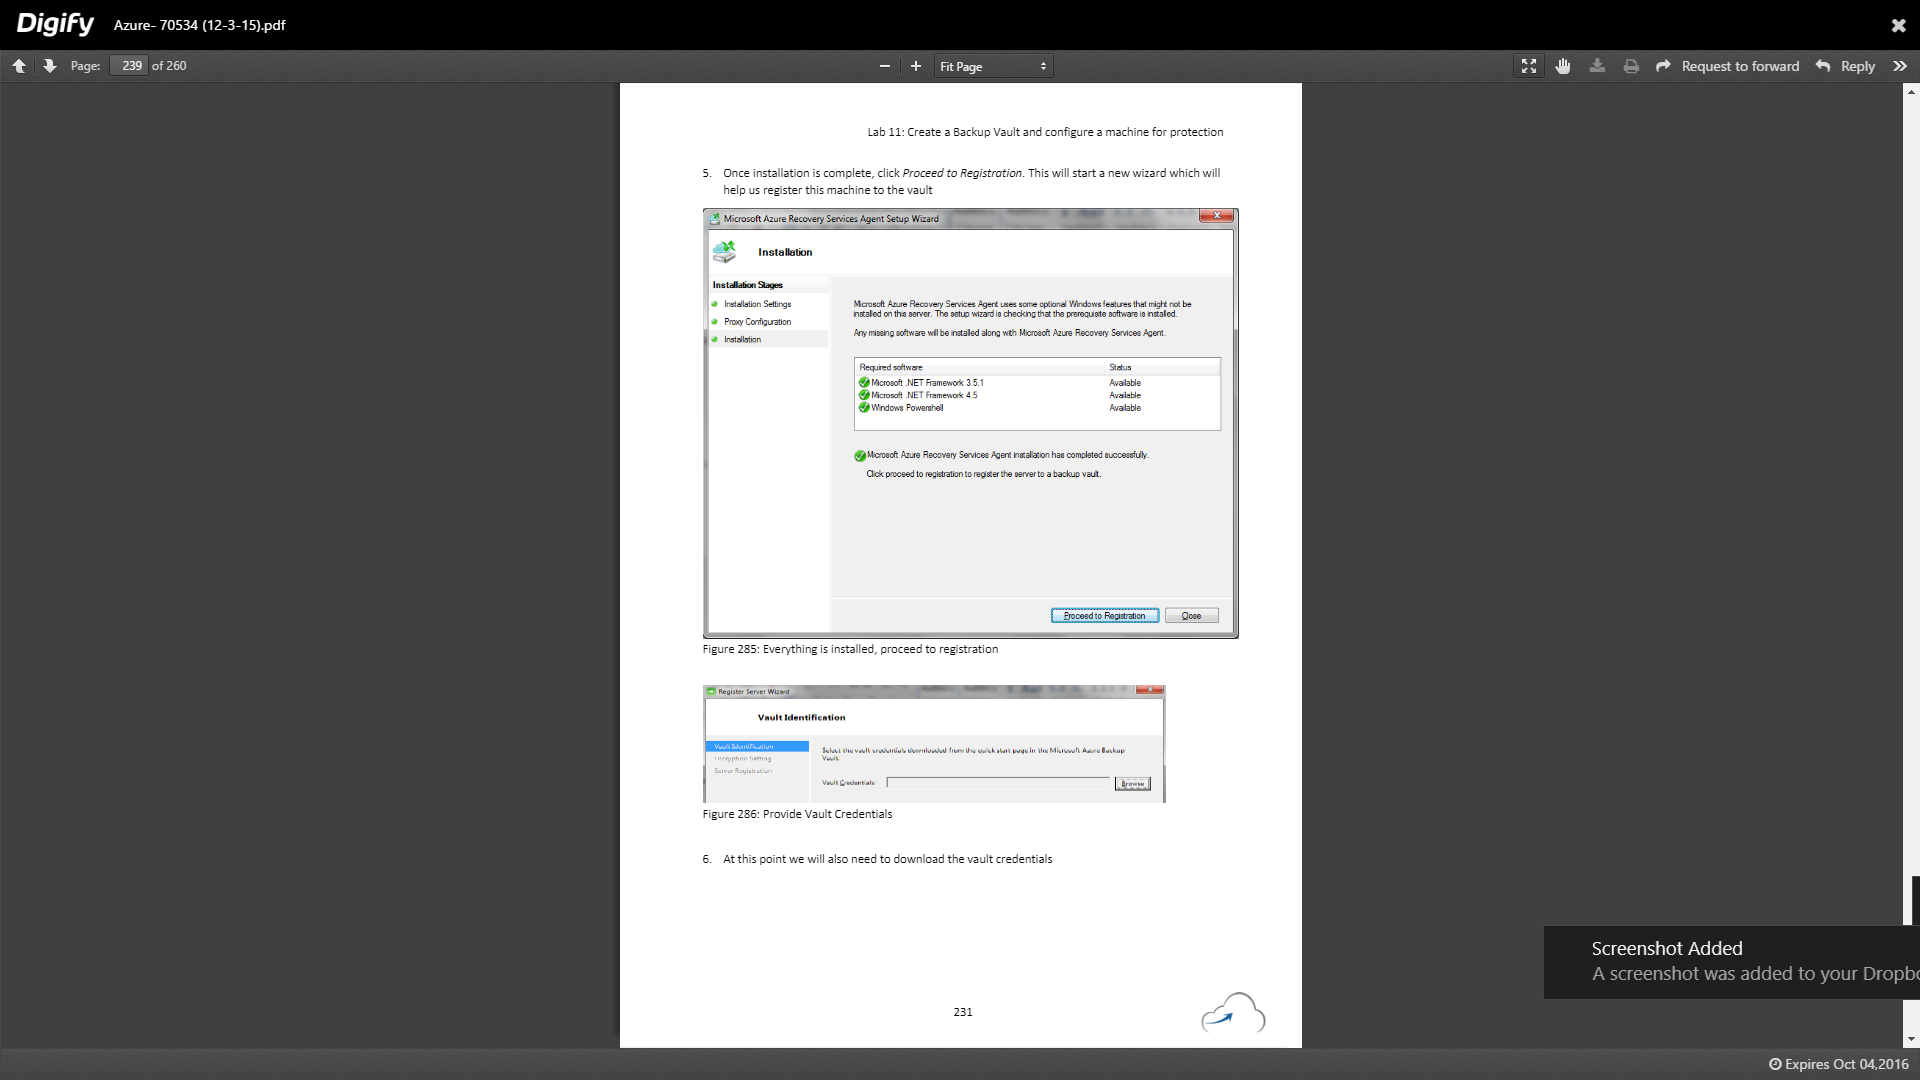 Digify Azure- 70534 (12-3-15).pdf
Page: 239 of 260 Fit Page Request to forward Reply
Lab 11: Create a Backup Vault and configure a machine for protection
5. Once installation is complete, click Proceed to Registration. This will start a new wizard which will
help us register this machine to the vault
Microsoft Azure Recovery Services Agent Setup Wizard
Installation
Installation Stages
Installation Settings
Proxy Configuration
Installation
Microsoft Azure Recovery Services Agent uses some optional Windows features that might not be
installed on this server. The setup wizard is checking that the prerequisite software is installed.
Any missing software will be installed along with Microsoft Azure Recovery Services Agent.
Required software Status
Microsoft .NET Framework 3.5.1 Available
Microsoft .NET Framework 4.5 Available
Windows Powershell Available
Microsoft Azure Recovery Services Agent installation has completed successfully.
Click proceed to registration to register the server to a backup vault.
Proceed to Registration Close
Figure 285: Everything is installed, proceed to registration
Register Server Wizard
Vault Identification
Vault Identification
Encryption Setting
Server Registration
Select the vault credentials downloaded from the quick start page in the Microsoft Azure Backup
Vault.
Vault Credentials Browse
Figure 286: Provide Vault Credentials
6. At this point we will also need to download the vault credentials
231
Screenshot Added
A screenshot was added to your Dropbo
Expires Oct 04,2016